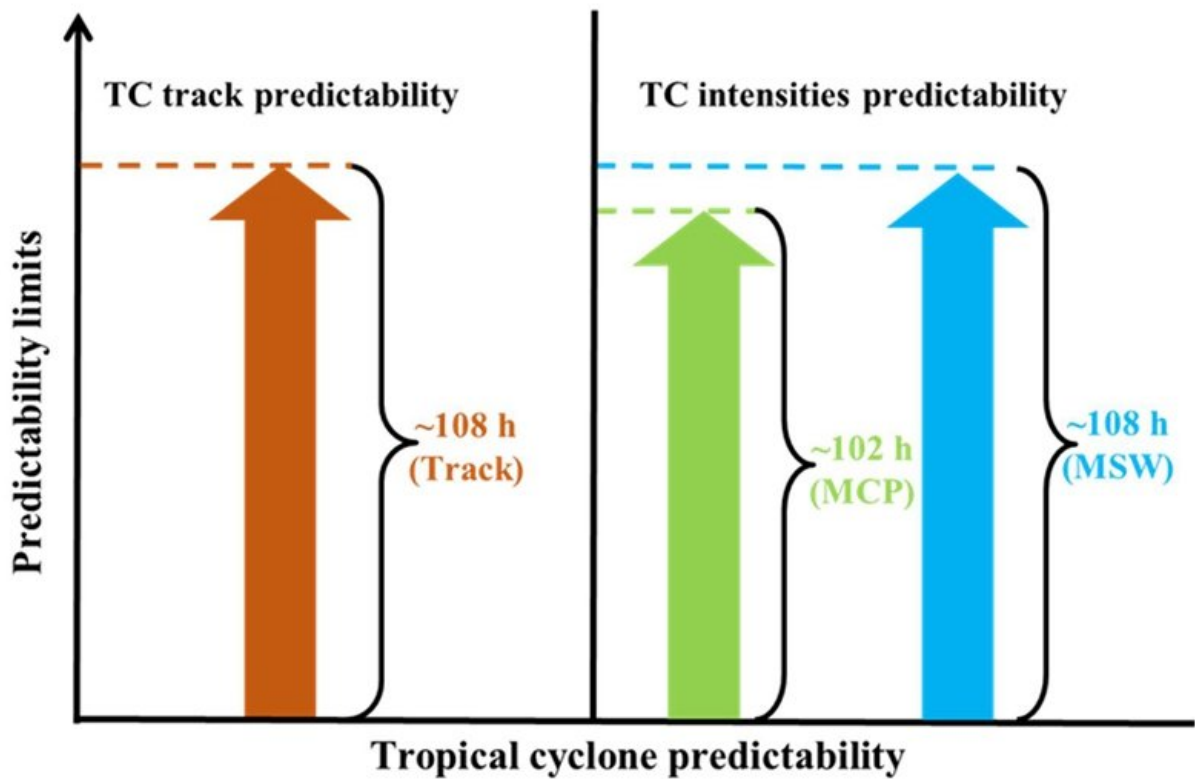 TC track predictability
TC intensities predictability
Predictability limits
~108 h
(Track)
~102 h
(MCP)
~108 h
(MSW)
Tropical cyclone predictability